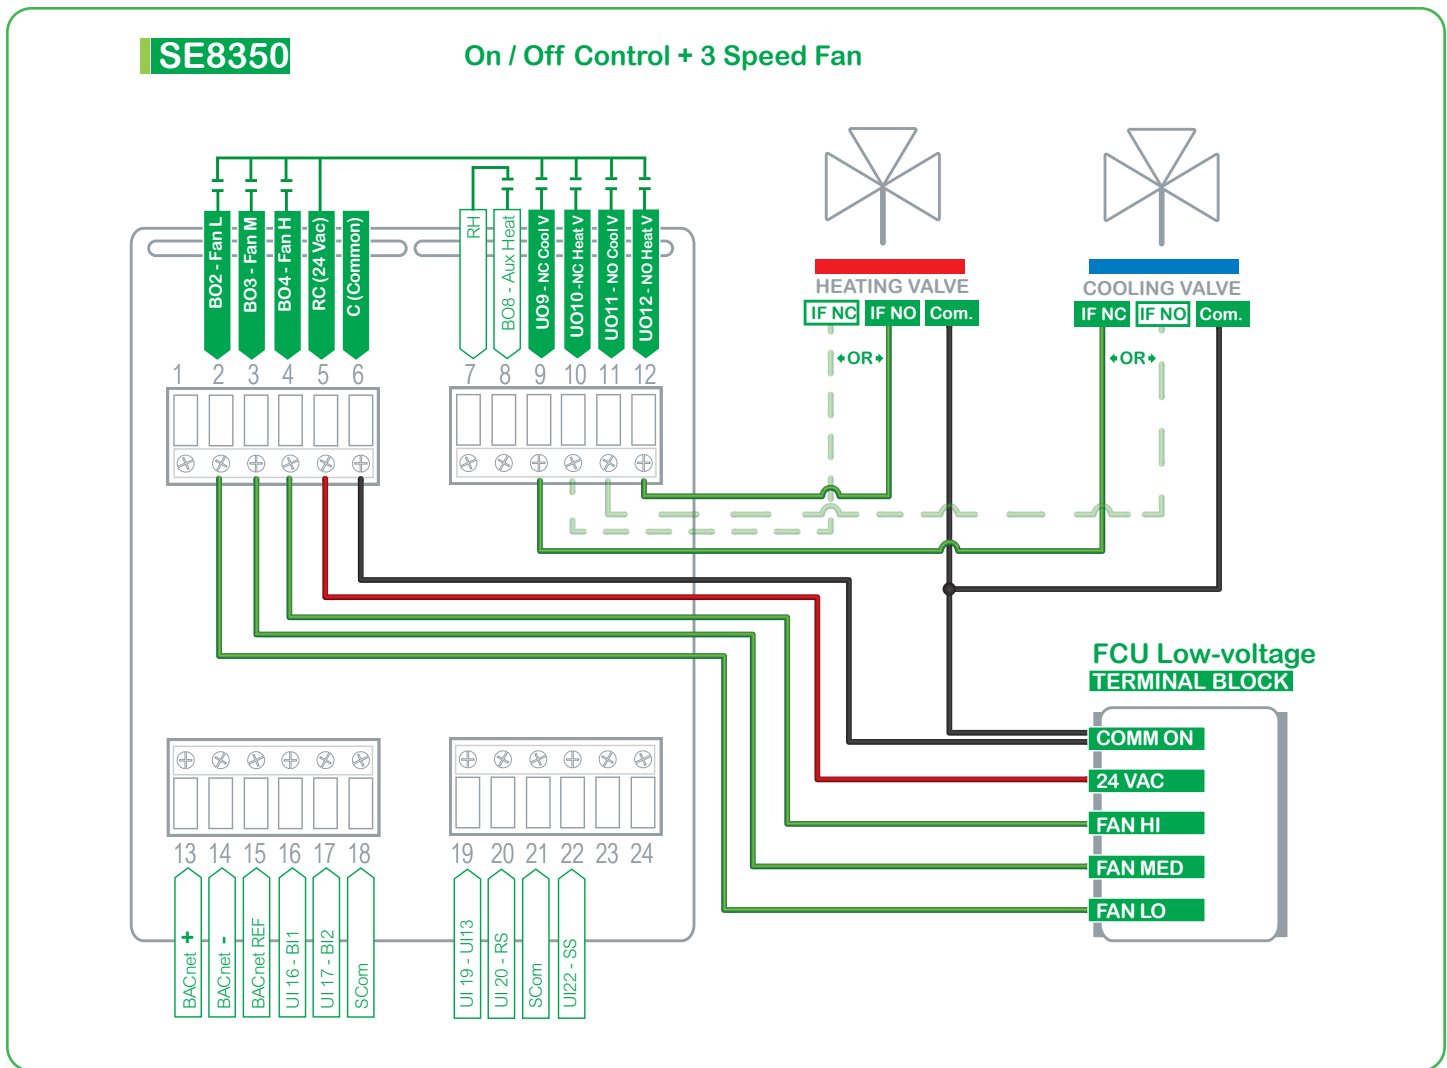 SE8350
On / Off Control + 3 Speed Fan
BO2 - Fan L
BO3 - Fan M
BO4 - Fan H
RC (24 Vac)
C (Common)
RH
BO8 - Aux Heat
UO9 - NC Cool V
UO10 - NC Heat V
UO11 - NO Cool V
UO12 - NO Heat V
1 2 3 4 5 6
7 8 9 10 11 12
HEATING VALVE
IF NC IF NO Com.
OR
COOLING VALVE
IF NC IF NO Com.
OR
FCU Low-voltage
TERMINAL BLOCK
COMM ON
24 VAC
FAN HI
FAN MED
FAN LO
13 14 15 16 17 18
19 20 21 22 23 24
BACnet +
BACnet -
BACnet REF
UI 16 - BI1
UI 17 - BI2
SCom
UI 19 - UI13
UI 20 - RS
SCom
UI22 - SS